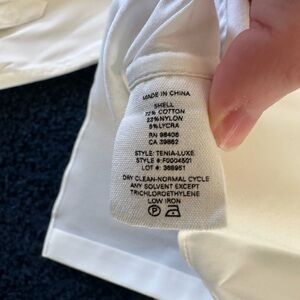 MADE IN CHINA
SHELL
72% COTTON
23% NYLON
5% LYCRA
RN 98406
CA 39862
STYLE: TENIA-LUXE
STYLE #:F0004501
LOT #: 368951
DRY CLEAN-NORMAL CYCLE
ANY SOLVENT EXCEPT
TRICHLOROETHYLENE
LOW IRON
P